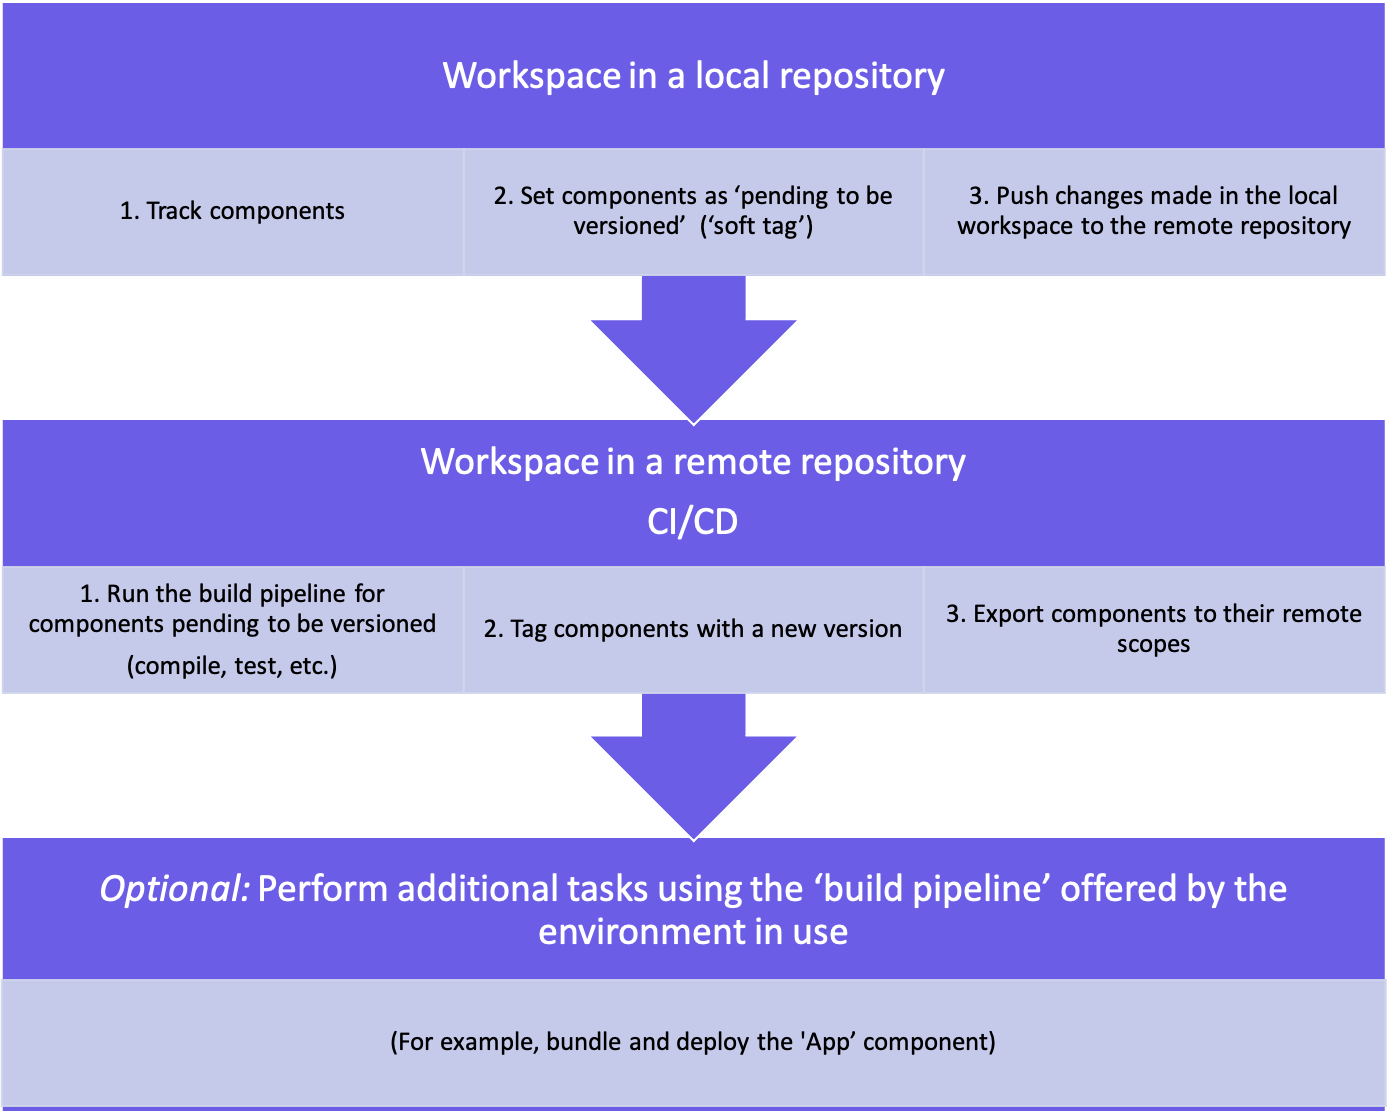 Workspace in a local repository
1. Track components
2. Set components as ‘pending to be
versioned’ (‘soft tag’)
3. Push changes made in the local
workspace to the remote repository
Workspace in a remote repository
CI/CD
1. Run the build pipeline for
components pending to be versioned
(compile, test, etc.)
2. Tag components with a new version
3. Export components to their remote
scopes
Optional: Perform additional tasks using the ‘build pipeline’ offered by the
environment in use
(For example, bundle and deploy the 'App’ component)